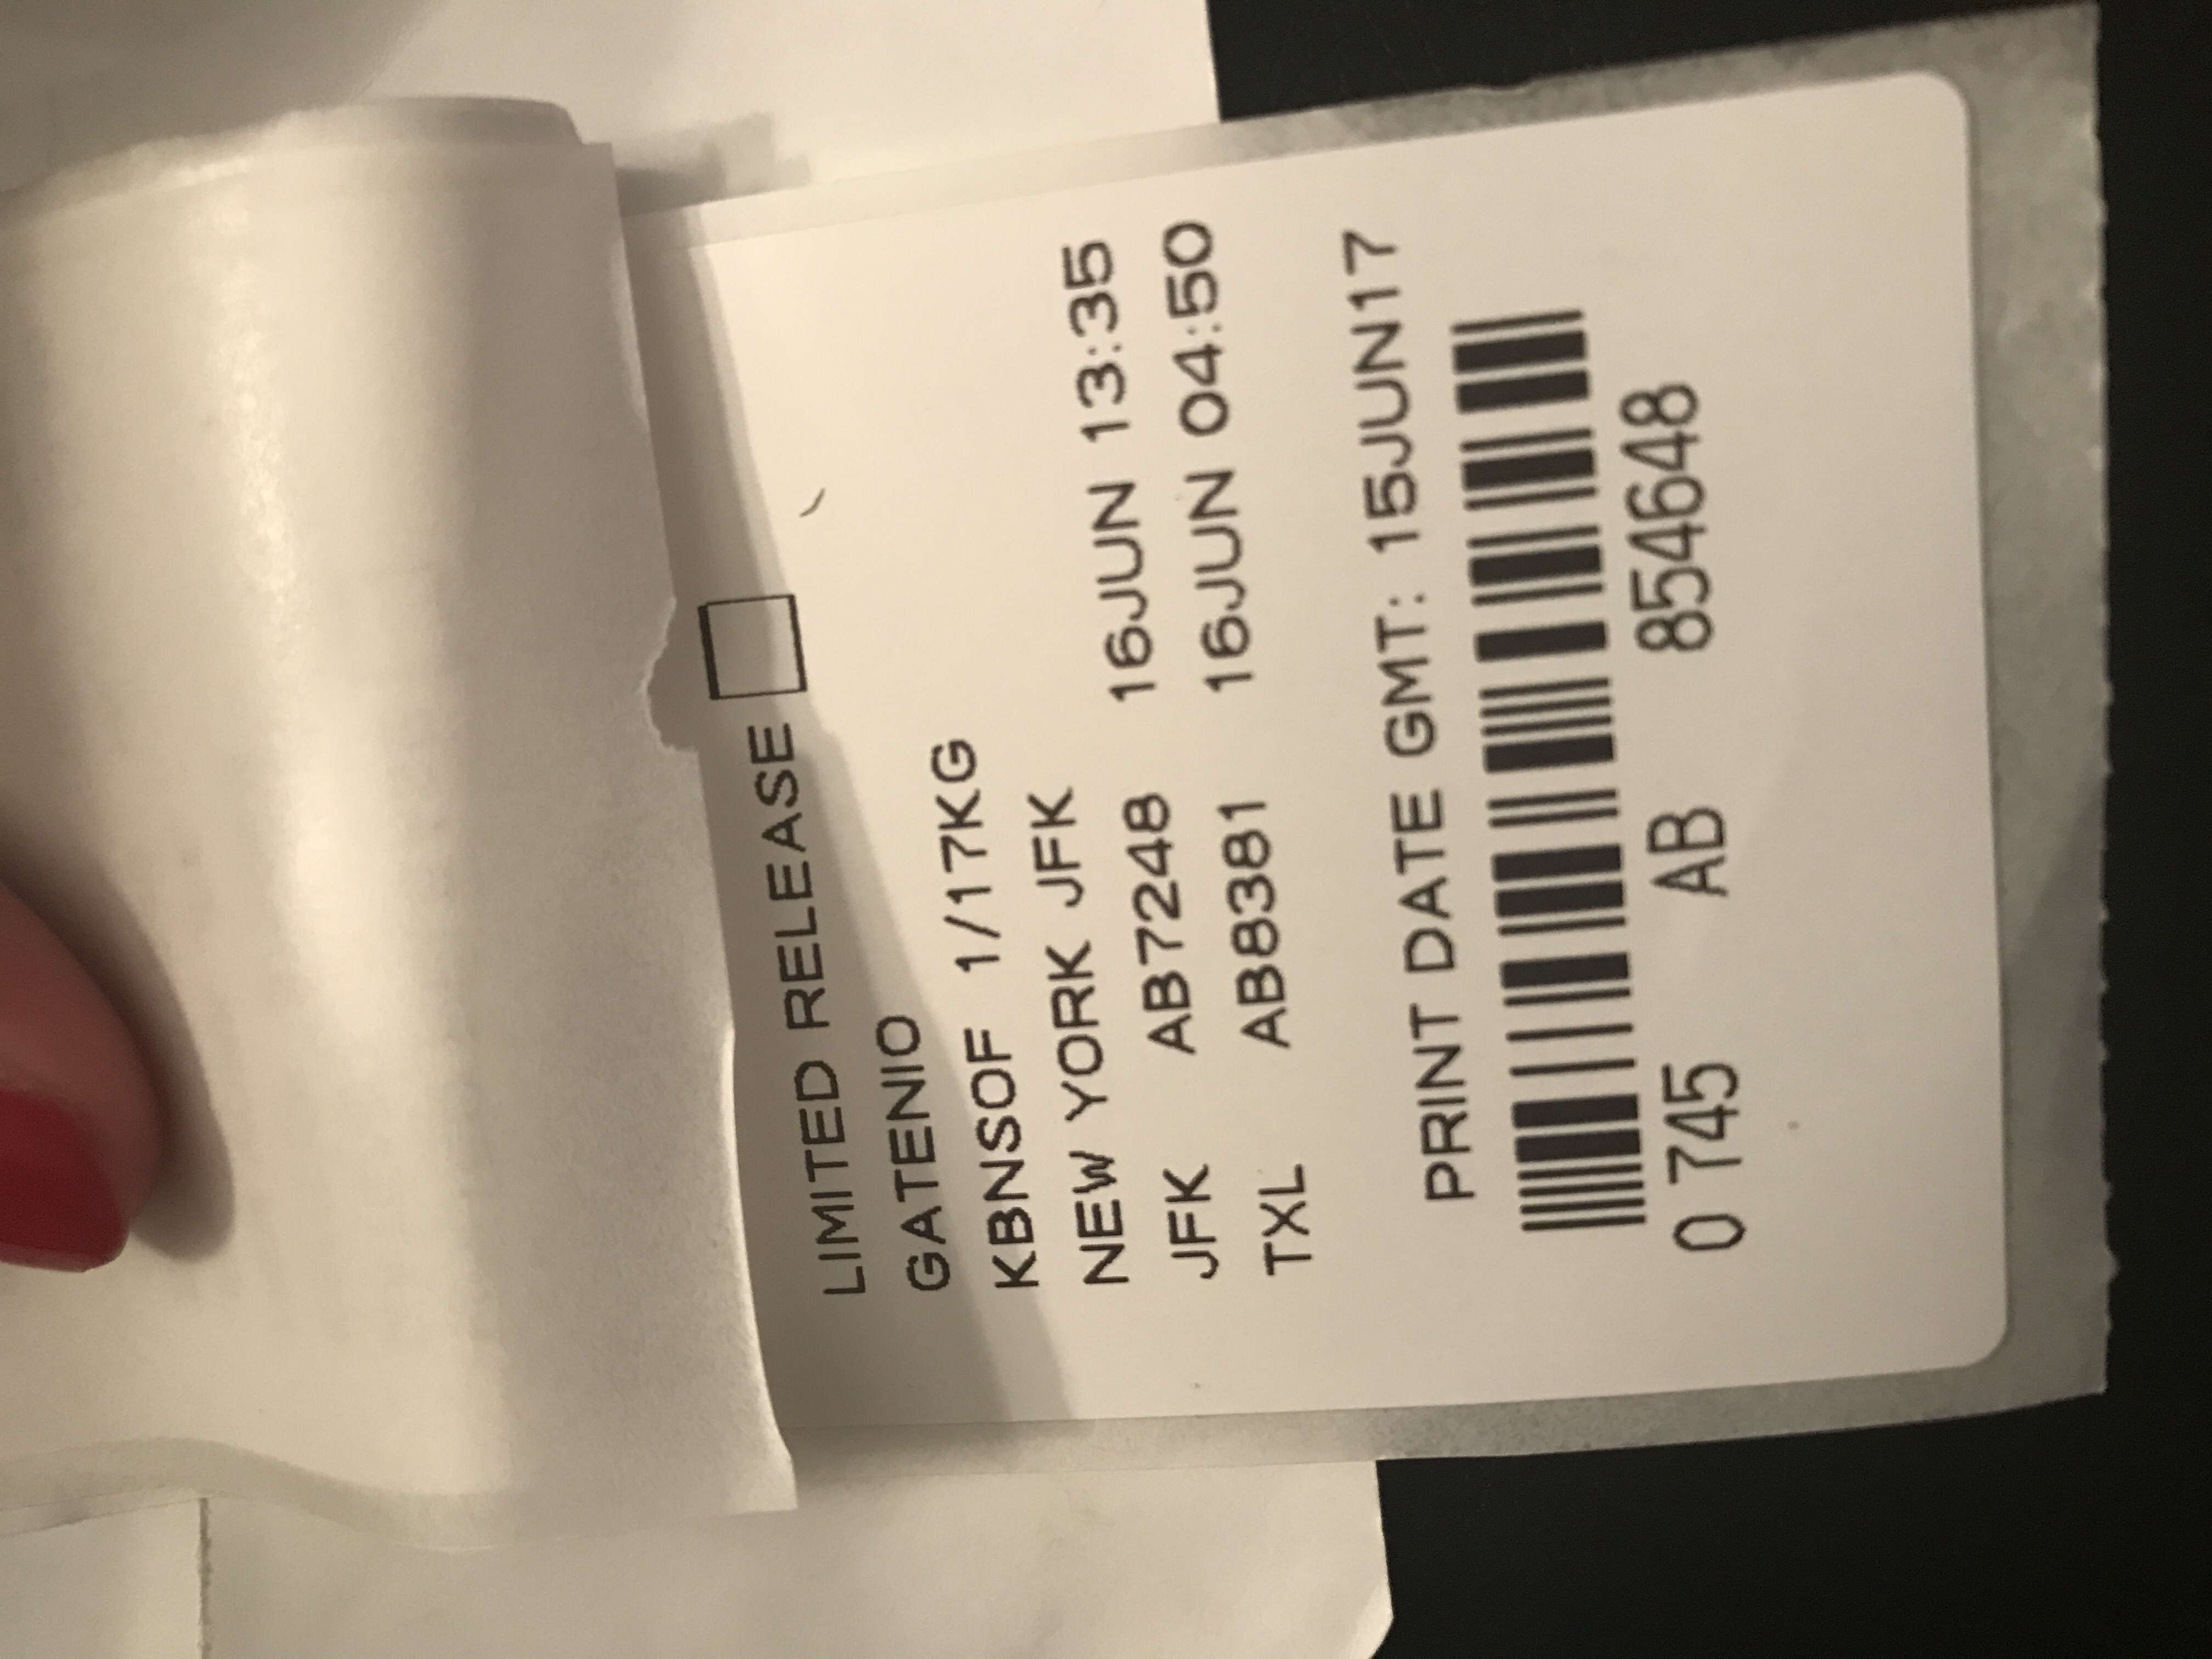 LIMITED RELEASE
GATENIO
KBNSOF 1/17KG
NEW YORK JFK
JFK AB7248 16JUN 13:35
TXL AB8381 16JUN 04:50
PRINT DATE GMT: 15JUN17
0 745 AB 854648